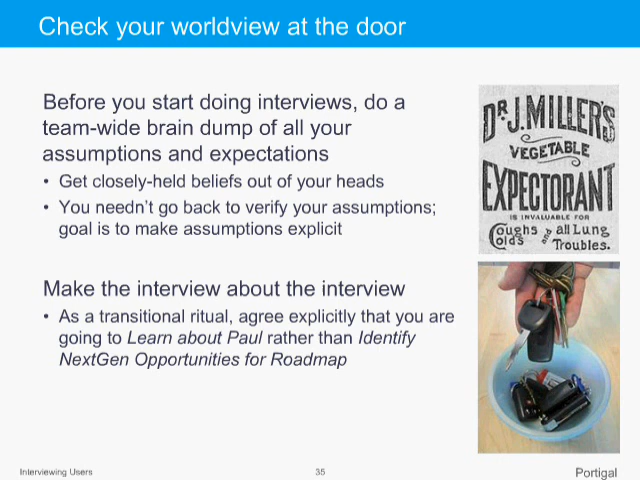 Check your worldview at the door
Before you start doing interviews, do a
team-wide brain dump of all your
assumptions and expectations
• Get closely-held beliefs out of your heads
• You needn't go back to verify your assumptions;
goal is to make assumptions explicit
Make the interview about the interview
• As a transitional ritual, agree explicitly that you are
going to Learn about Paul rather than Identify
NextGen Opportunities for Roadmap
DR. J. MILLER'S
VEGETABLE
EXPECTORANT
IS INVALUABLE FOR
Coughs and all Lung
Colds Troubles.
Interviewing Users
35
Portigal